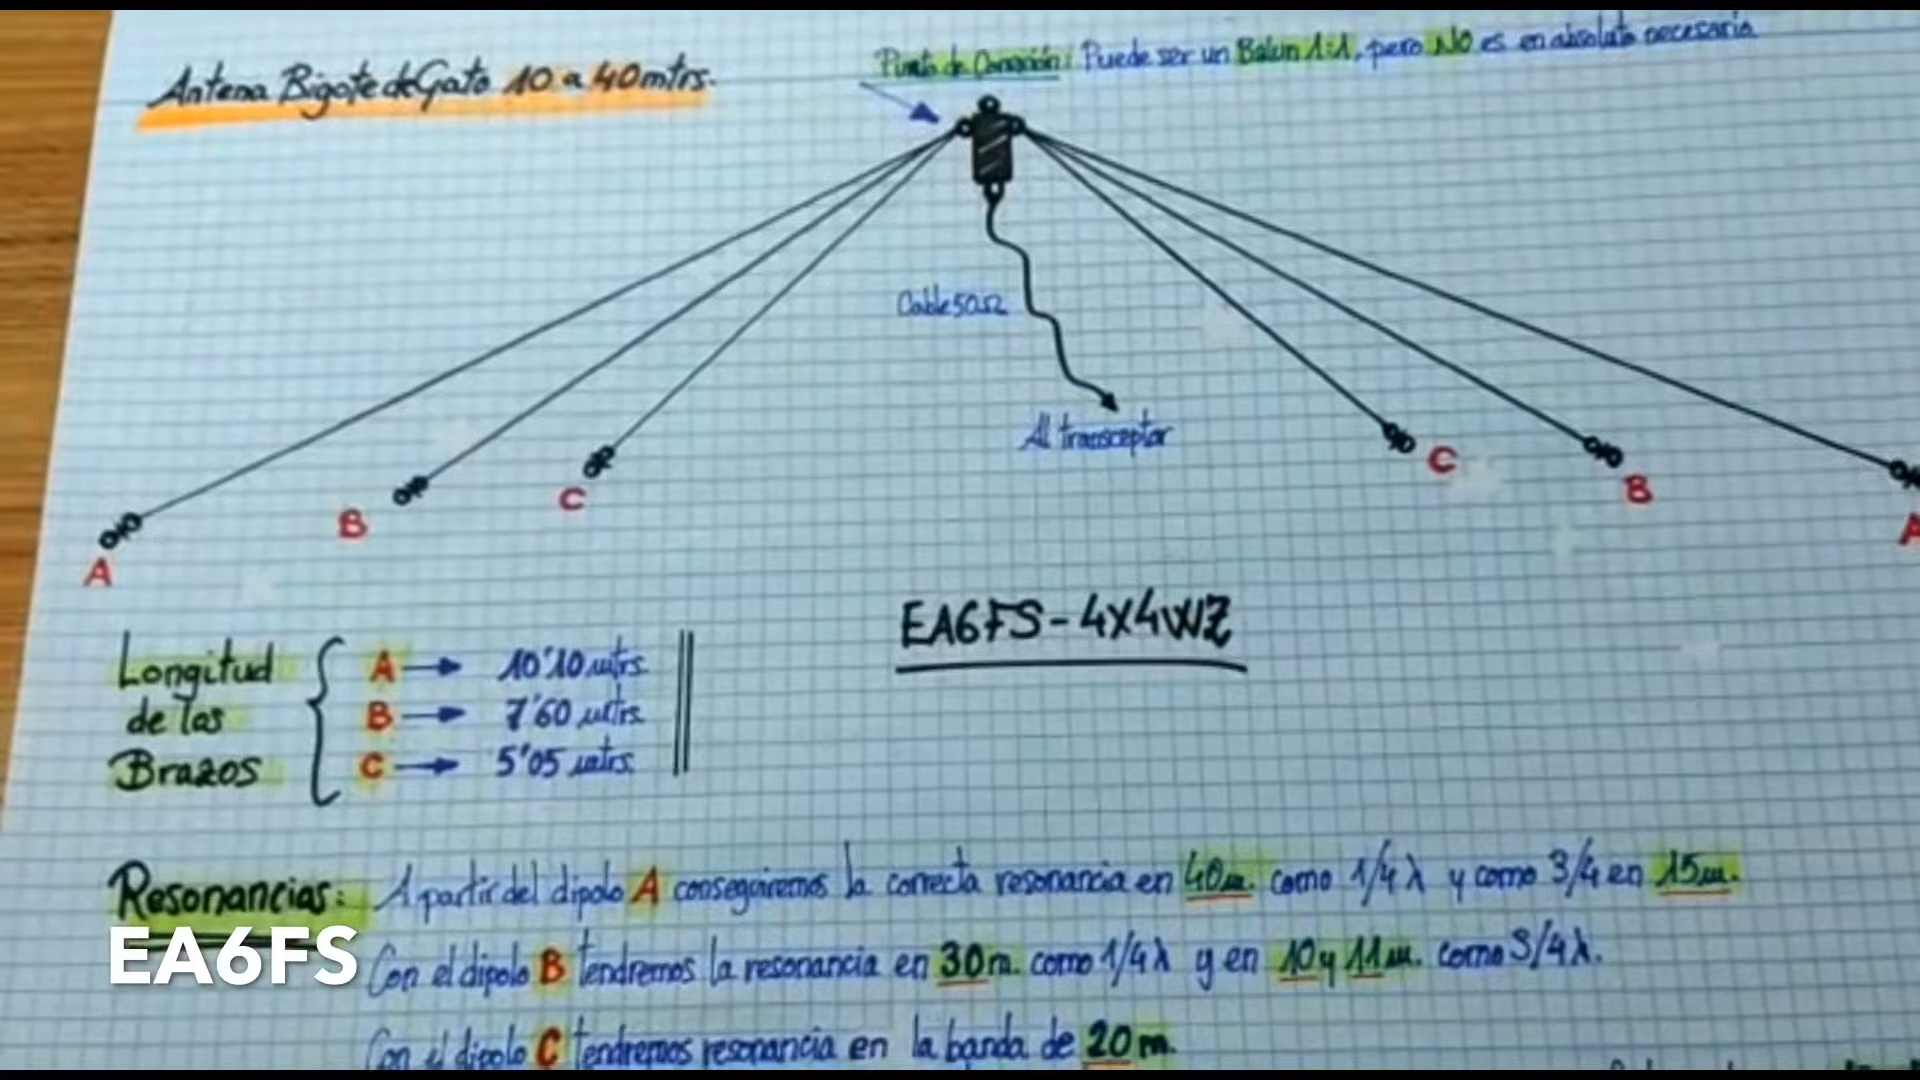 Antena Bigote de Gato 10 a 40 mtrs.
Punto de Conexión: Puede ser un Balun 1:1, pero NO es en absoluto necesario
Cable 50Ω
Al transceptor
A
B
C
C
B
A
EA6FS-4X4WZ
Longitud
de los
Brazos
A → 10'10 mtrs.
B → 7'60 mtrs.
C → 5'05 mtrs.
Resonancias: A partir del dipolo A conseguiremos la correcta resonancia en 40m. como 1/4 λ y como 3/4 en 15m.
EA6FS
Con el dipolo B tendremos la resonancia en 30m. como 1/4 λ y en 10 y 11m. como 3/4 λ.
Con el dipolo C tendremos resonancia en la banda de 20 m.